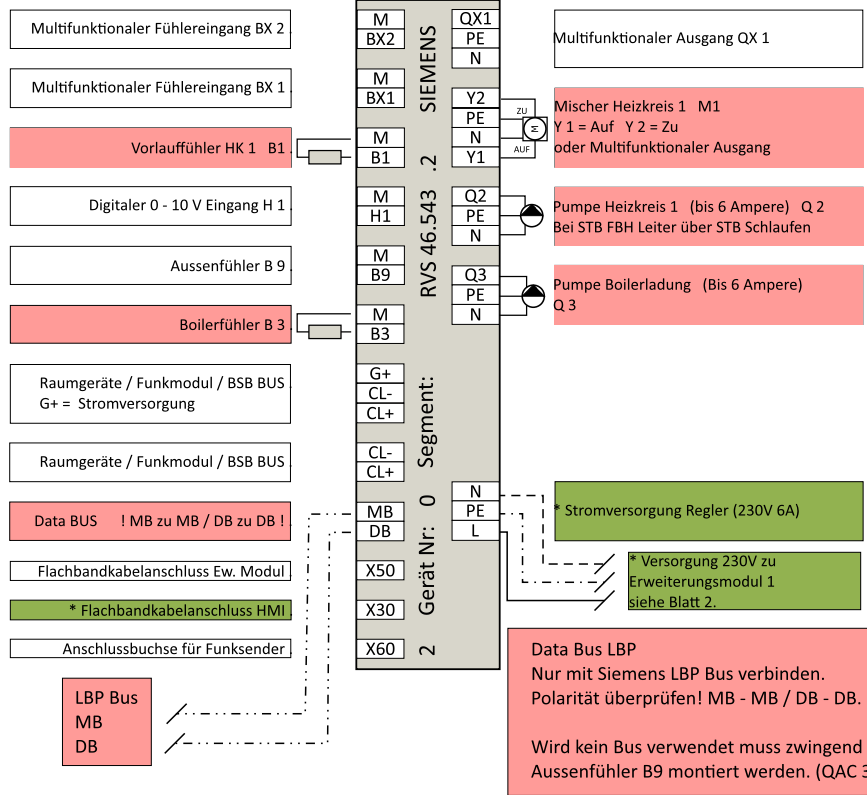 Multifunktionaler Fühlereingang BX 2 .
Multifunktionaler Fühlereingang BX 1 .
Vorlauffühler HK 1   B1 .
Digitaler 0 - 10 V Eingang H 1 .
Aussenfühler B 9 .
Boilerfühler B 3 .
Raumgeräte / Funkmodul / BSB BUS .
G+ =  Stromversorgung
Raumgeräte / Funkmodul / BSB BUS .
Data BUS     ! MB zu MB / DB zu DB ! .
Flachbandkabelanschluss Ew. Modul .
* Flachbandkabelanschluss HMI .
Anschlussbuchse für Funksender .
LBP Bus
MB
DB
M
BX2
M
BX1
M
B1
M
H1
M
B9
M
B3
G+
CL-
CL+
CL-
CL+
MB
DB
X50
X30
X60
2   Gerät Nr:   0   Segment:
RVS 46.543   .2   SIEMENS
QX1
PE
N
Y2
PE
N
Y1
Q2
PE
N
Q3
PE
N
N
PE
L
ZU
M
AUF
Multifunktionaler Ausgang QX 1
Mischer Heizkreis 1   M1
Y 1 = Auf   Y 2 = Zu
oder Multifunktionaler Ausgang
Pumpe Heizkreis 1   (bis 6 Ampere)   Q 2
Bei STB FBH Leiter über STB Schlaufen
Pumpe Boilerladung   (Bis 6 Ampere)
Q 3
* Stromversorgung Regler (230V 6A)
* Versorgung 230V zu
Erweiterungsmodul 1
siehe Blatt 2.
Data Bus LBP
Nur mit Siemens LBP Bus verbinden.
Polarität überprüfen! MB - MB / DB - DB.
Wird kein Bus verwendet muss zwingend
Aussenfühler B9 montiert werden. (QAC